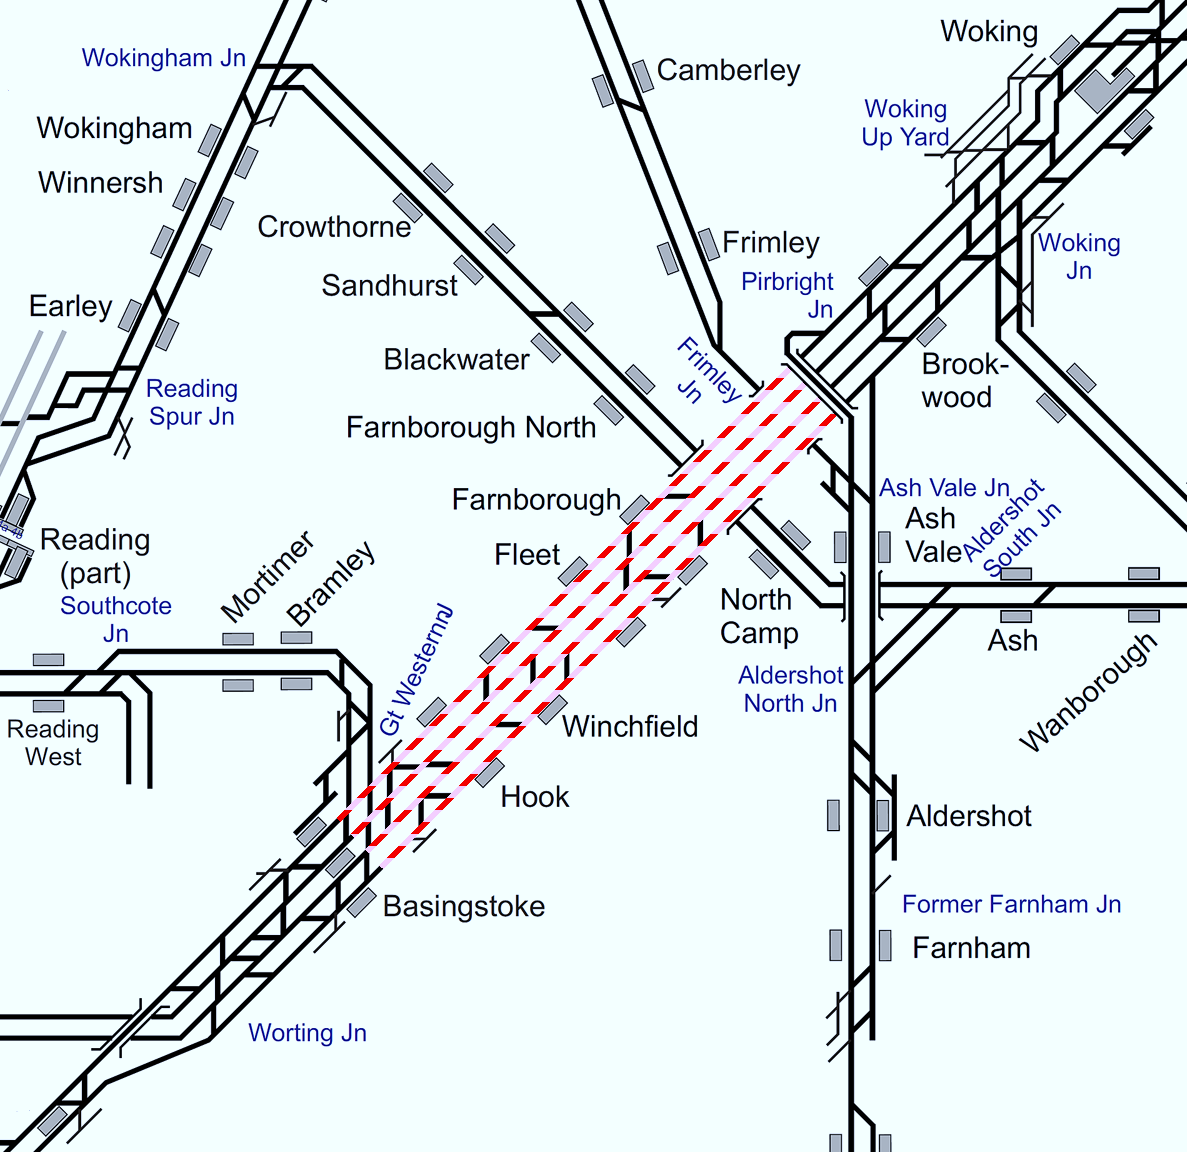 Woking
Wokingham Jn
Camberley
Woking
Up Yard
Wokingham
Winnersh
Crowthorne
Frimley
Woking
Jn
Sandhurst
Pirbright
Jn
Earley
Frimley
Jn
Blackwater
Brook-
wood
Reading
Spur Jn
Farnborough North
Farnborough
Ash Vale Jn
Ash
Vale
Aldershot
South Jn
Reading
(part)
Fleet
Mortimer
Bramley
Southcote
Jn
North
Camp
Ash
Gt WesternnJ
Aldershot
North Jn
Wanborough
Reading
West
Winchfield
Hook
Aldershot
Basingstoke
Former Farnham Jn
Farnham
Worting Jn